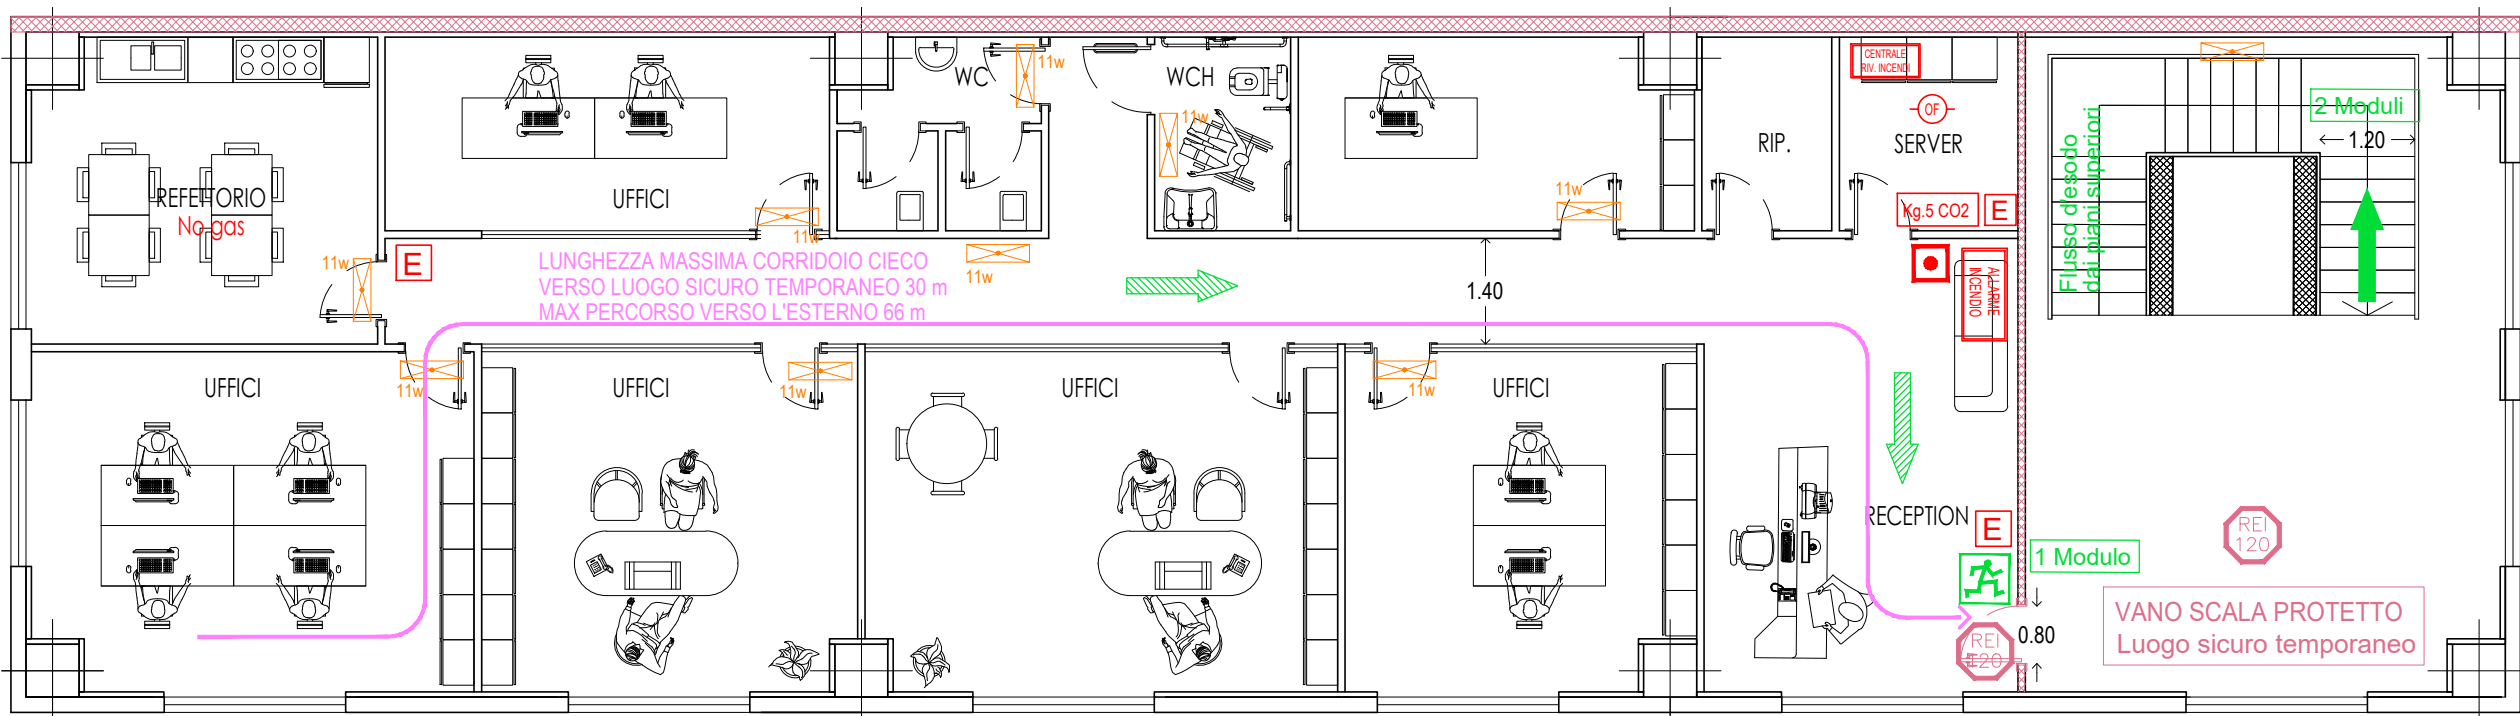 CENTRALE
RIV. INCENDI
11w
WC
WCH
2 Moduli
OF
1.20
11w
RIP.
SERVER
Flusso d'esodo
dai piani superiori
REFETTORIO
No gas
UFFICI
11w
Kg.5 CO2
E
11w
11w
E
LUNGHEZZA MASSIMA CORRIDOIO CIECO
VERSO LUOGO SICURO TEMPORANEO 30 m
MAX PERCORSO VERSO L'ESTERNO 66 m
11w
1.40
ALLARME
INCENDIO
UFFICI
11w
UFFICI
11w
UFFICI
11w
UFFICI
RECEPTION
E
REI
120
1 Modulo
VANO SCALA PROTETTO
Luogo sicuro temporaneo
REI
120
0.80